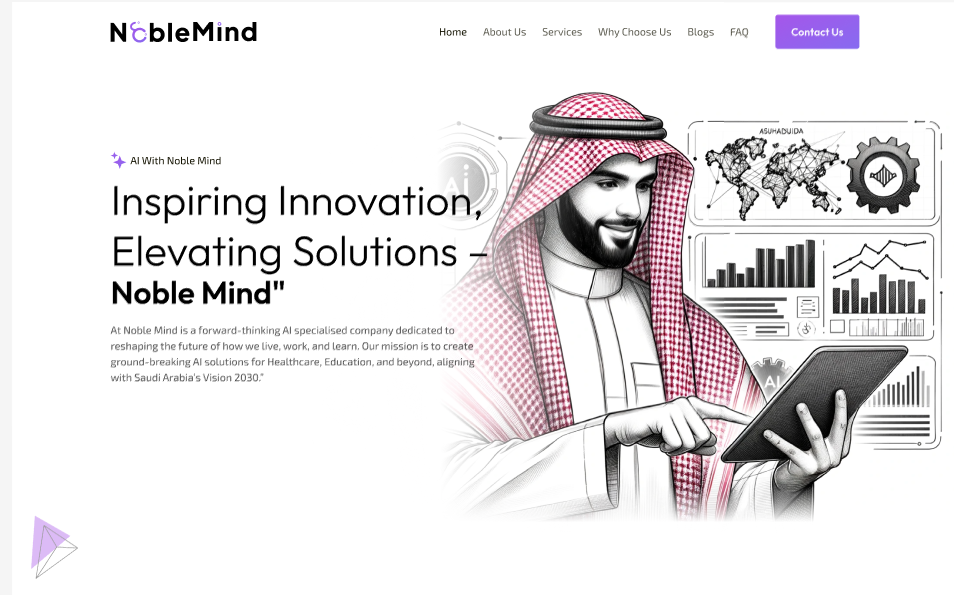 NobleMind
Home About Us Services Why Choose Us Blogs FAQ Contact Us
AI With Noble Mind
Inspiring Innovation,
Elevating Solutions –
Noble Mind"
At Noble Mind is a forward-thinking AI specialised company dedicated to
reshaping the future of how we live, work, and learn. Our mission is to create
ground-breaking AI solutions for Healthcare, Education, and beyond, aligning
with Saudi Arabia's Vision 2030."
Ai
AI